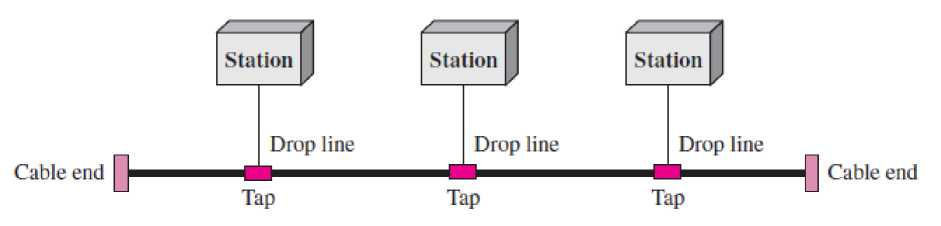 Station
Station
Station
Drop line
Drop line
Drop line
Cable end
Cable end
Tap
Tap
Tap